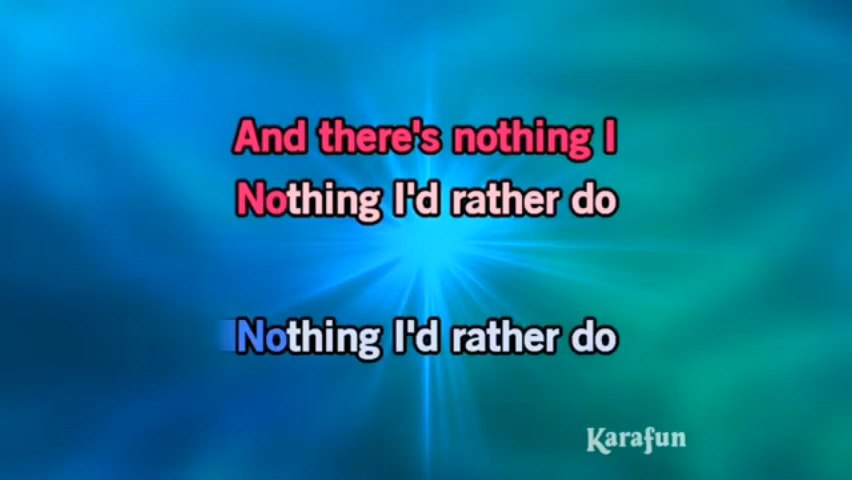 And there's nothing I
Nothing I'd rather do
Nothing I'd rather do
Karafun